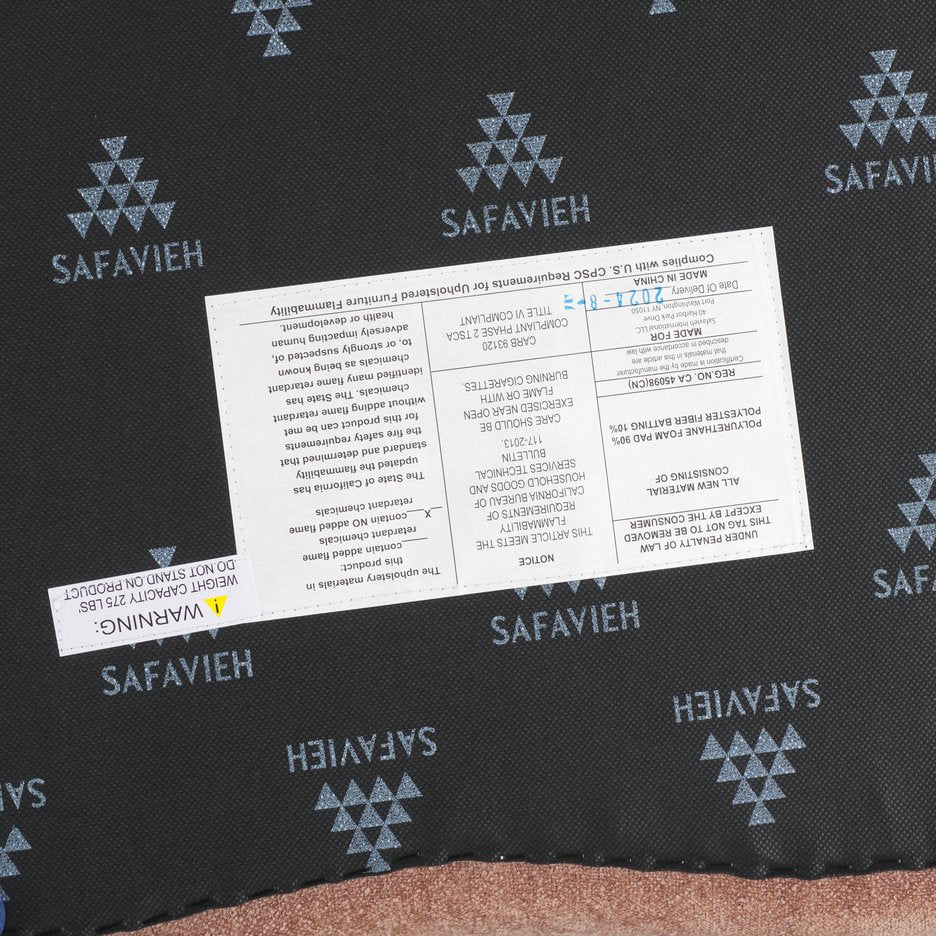 SAFAVIEH
SAFAVIEH
SAFAVI
UNDER PENALTY OF LAW
THIS TAG NOT TO BE REMOVED
EXCEPT BY THE CONSUMER
ALL NEW MATERIAL
CONSISTING OF
POLYURETHANE FOAM PAD 90%
POLYESTER FIBER BATTING 10%
REG.NO. CA 45098(CN)
Certification is made by the manufacturer
that materials in this article are
described in accordance with law
MADE FOR
Safavieh International LLC
40 Harbor Park Drive
Port Washington, NY 11050
Date Of Delivery 2024-8-
MADE IN CHINA
NOTICE
THIS ARTICLE MEETS THE
FLAMMABILITY
REQUIREMENTS OF
CALIFORNIA BUREAU OF
HOUSEHOLD GOODS AND
SERVICES TECHNICAL
BULLETIN
117-2013.
CARE SHOULD BE
EXERCISED NEAR OPEN
FLAME OR WITH
BURNING CIGARETTES.
CARB 93120
COMPLIANT PHASE 2 TSCA
TITLE VI COMPLIANT
The upholstery materials in
this product:
____contain added flame
retardant chemicals
__X__contain NO added flame
retardant chemicals
The State of California has
updated the flammability
standard and determined that
the fire safety requirements
for this product can be met
without adding flame retardant
chemicals. The State has
identified many flame retardant
chemicals as being known
to, or strongly suspected of,
adversely impacting human
health or development.
Complies with U.S. CPSC Requirements for Upholstered Furniture Flammability
WARNING:
WEIGHT CAPACITY 275 LBS'
DO NOT STAND ON PRODUCT
SAFAVIEH
SAFAVIEH
SAF
SAFAVIEH
SAFAVIEH
SA